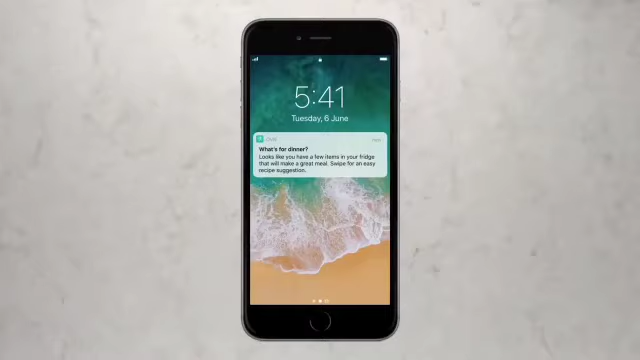 5:41
Tuesday, 6 June
What's for dinner?
Looks like you have a few items in your fridge
that will make a great meal. Swipe for an easy
recipe suggestion.